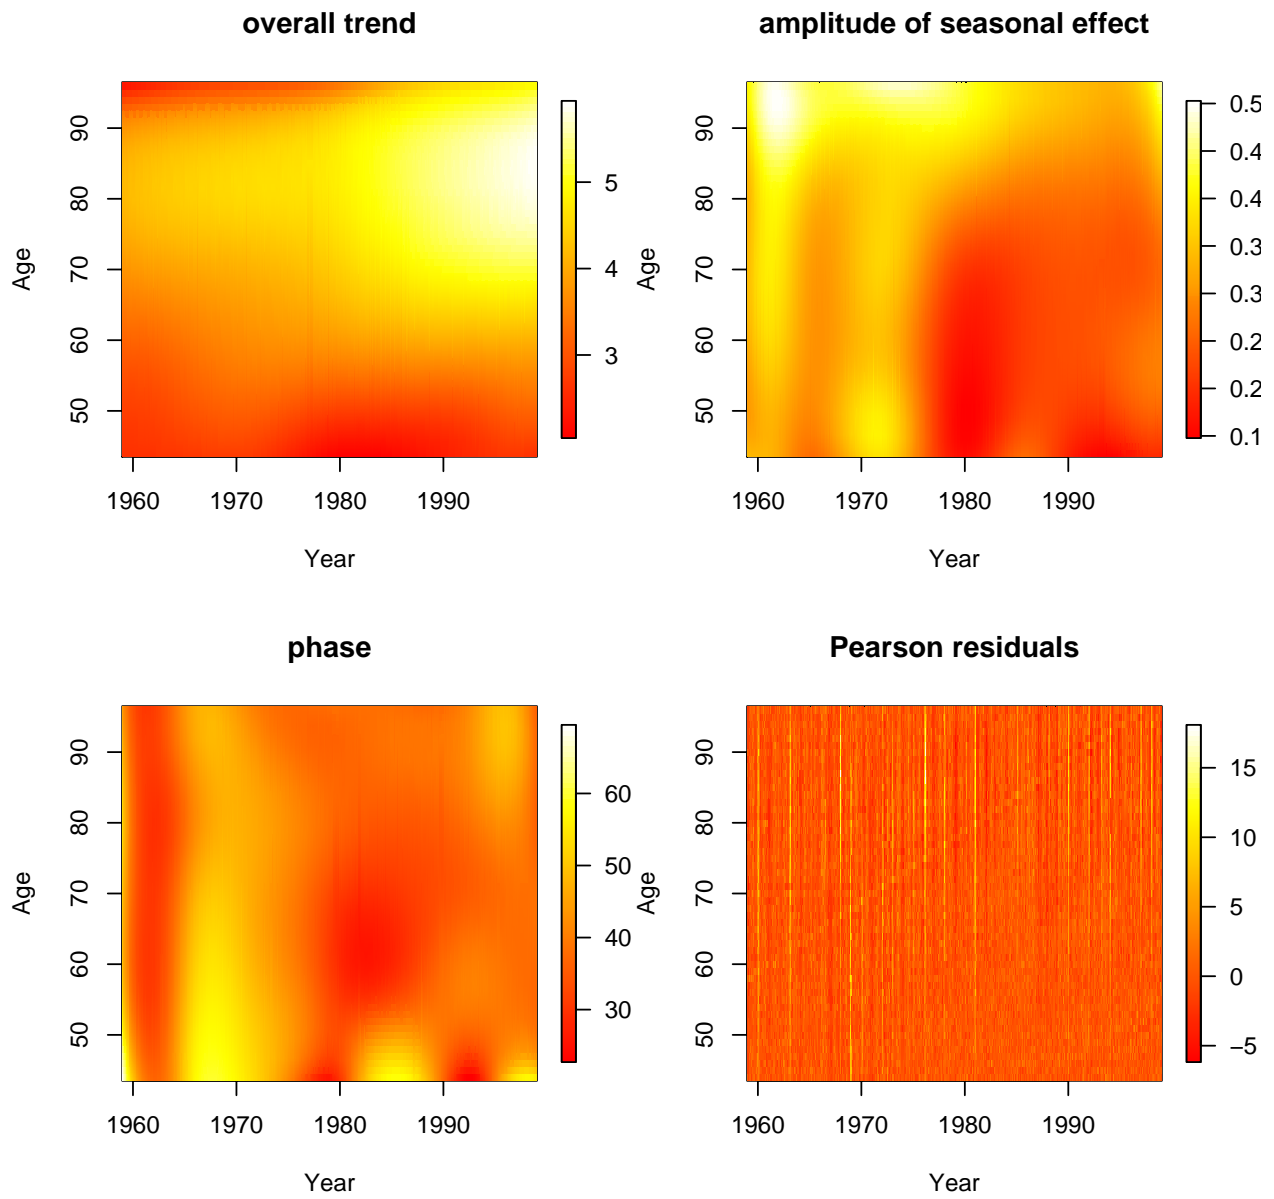 overall trend
90
80
70
60
50
Age
1960 1970 1980 1990
Year
5
4
3
amplitude of seasonal effect
90
80
70
60
50
Age
1960 1970 1980 1990
Year
0.5
0.4
0.4
0.3
0.3
0.2
0.2
0.1
phase
90
80
70
60
50
Age
1960 1970 1980 1990
Year
60
50
40
30
Pearson residuals
90
80
70
60
50
Age
1960 1970 1980 1990
Year
15
10
5
0
−5